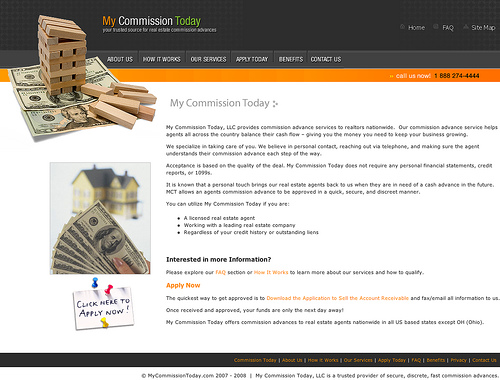 My Commission Today
your trusted source for real estate commission advances
Home FAQ Site Map
ABOUT US HOW IT WORKS OUR SERVICES APPLY TODAY BENEFITS CONTACT US
call us now! 1 888 274-4444
My Commission Today
My Commission Today, LLC provides commission advance services to realtors nationwide. Our commission advance service helps
agents all across the country balance their cash flow – giving you the money you need to keep your business growing.
We specialize in taking care of you. We believe in personal contact, reaching out via telephone, and making sure the agent
understands their commission advance each step of the way.
Acceptance is based on the quality of the deal. My Commission Today does not require any personal financial statements, credit
reports, or 1099s.
It is known that a personal touch brings our real estate agents back to us when they are in need of a cash advance in the future.
MCT allows an agents commission advance to be approved in a quick, secure, and discreet manner.
You can utilize My Commission Today if you are:
A licensed real estate agent
Working with a leading real estate company
Regardless of your credit history or outstanding liens
Interested in more Information?
Please explore our FAQ section or How It Works to learn more about our services and how to qualify.
Apply Now
The quickest way to get approved is to Download the Application to Sell the Account Receivable and fax/email all information to us.
Once received and approved, your funds are only the next day away!
My Commission Today offers commission advances to real estate agents nationwide in all US based states except OH (Ohio).
CLICK HERE TO
APPLY NOW!
Commission Today | About Us | How It Works | Our Services | Apply Today | FAQ | Benefits | Privacy | Contact Us
© MyCommissionToday.com 2007 - 2008 | My Commission Today, LLC is a trusted provider of secure, discrete, fast commission advances.